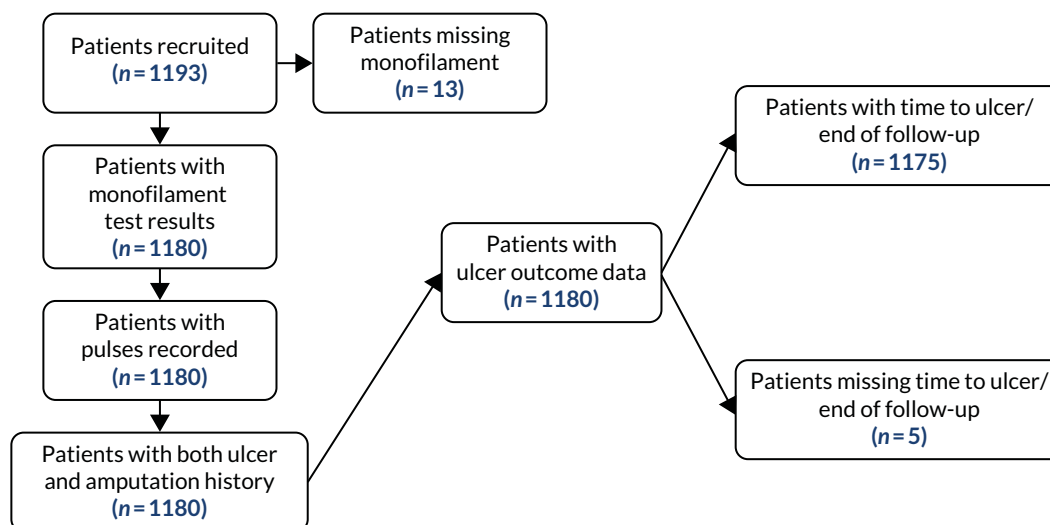 Patients recruited
(n=1193)
Patients missing
monofilament
(n=13)
Patients with
monofilament
test results
(n=1180)
Patients with
pulses recorded
(n=1180)
Patients with both ulcer
and amputation history
(n=1180)
Patients with
ulcer outcome data
(n=1180)
Patients with time to ulcer/
end of follow-up
(n=1175)
Patients missing time to ulcer/
end of follow-up
(n=5)